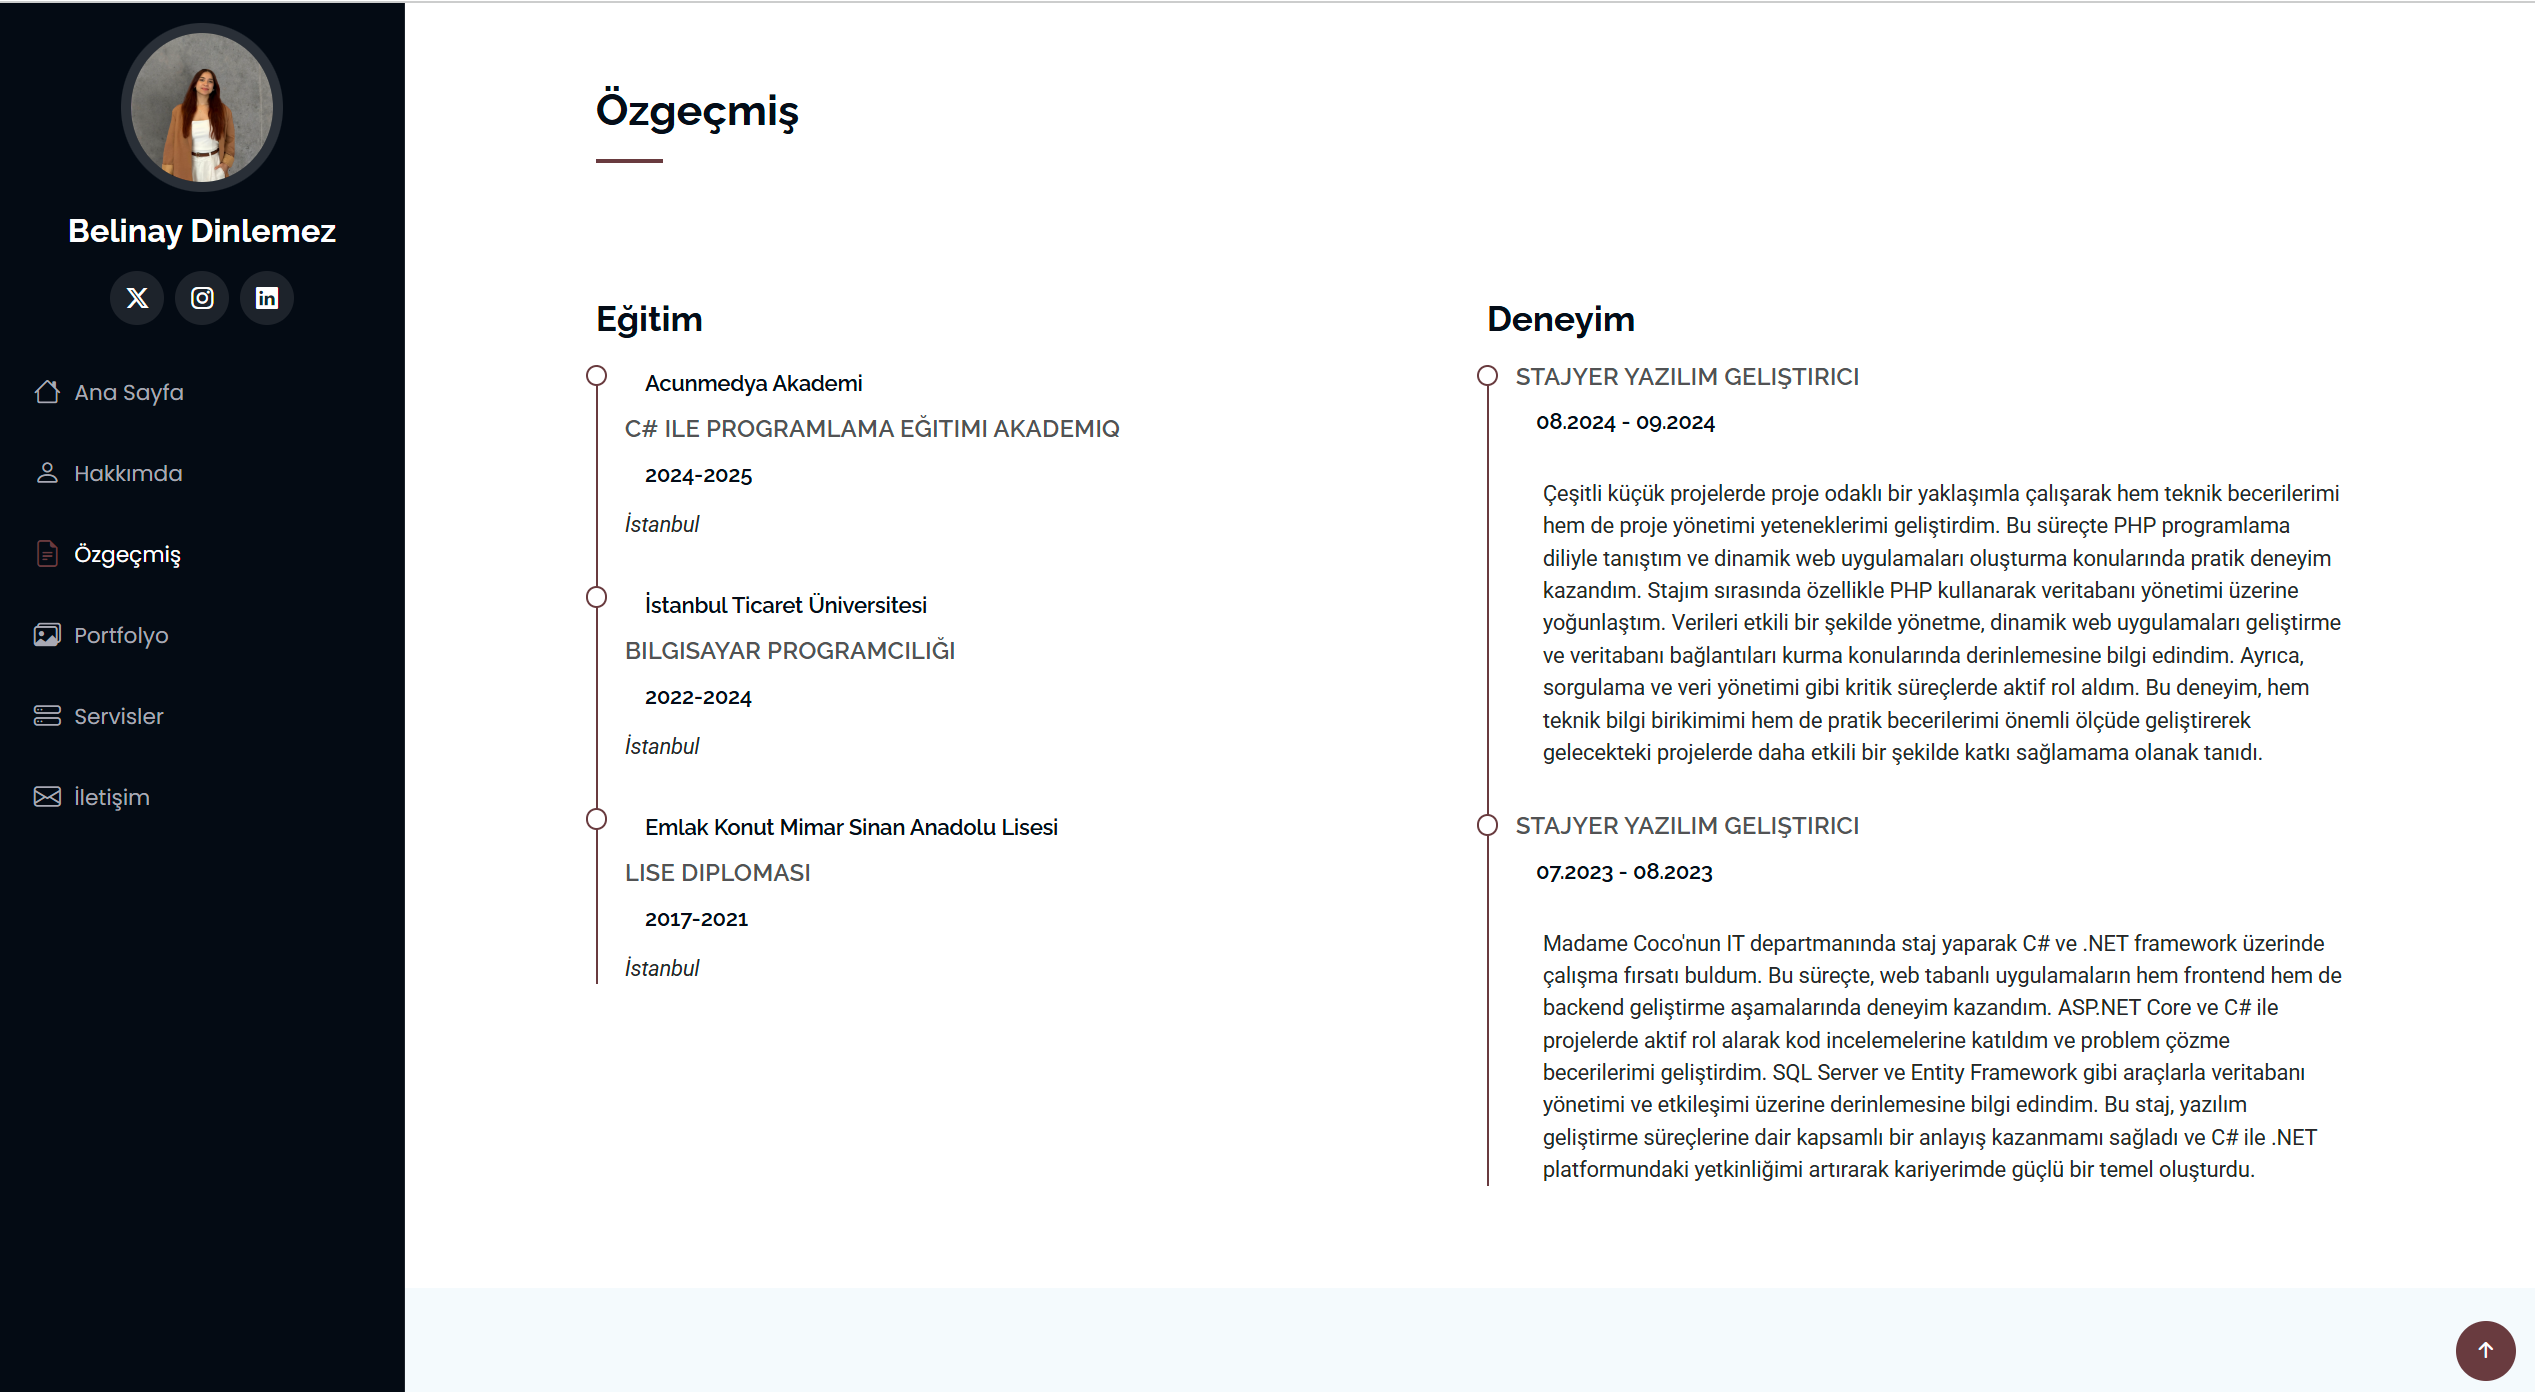 Belinay Dinlemez
Ana Sayfa
Hakkımda
Özgeçmiş
Portfolyo
Servisler
İletişim
Özgeçmiş
Eğitim
Acunmedya Akademi
C# ILE PROGRAMLAMA EĞITIMI AKADEMIQ
2024-2025
İstanbul
İstanbul Ticaret Üniversitesi
BILGISAYAR PROGRAMCILIĞI
2022-2024
İstanbul
Emlak Konut Mimar Sinan Anadolu Lisesi
LISE DIPLOMASI
2017-2021
İstanbul
Deneyim
STAJYER YAZILIM GELIŞTIRICI
08.2024 - 09.2024
Çeşitli küçük projelerde proje odaklı bir yaklaşımla çalışarak hem teknik becerilerimi
hem de proje yönetimi yeteneklerimi geliştirdim. Bu süreçte PHP programlama
diliyle tanıştım ve dinamik web uygulamaları oluşturma konularında pratik deneyim
kazandım. Stajım sırasında özellikle PHP kullanarak veritabanı yönetimi üzerine
yoğunlaştım. Verileri etkili bir şekilde yönetme, dinamik web uygulamaları geliştirme
ve veritabanı bağlantıları kurma konularında derinlemesine bilgi edindim. Ayrıca,
sorgulama ve veri yönetimi gibi kritik süreçlerde aktif rol aldım. Bu deneyim, hem
teknik bilgi birikimimi hem de pratik becerilerimi önemli ölçüde geliştirerek
gelecekteki projelerde daha etkili bir şekilde katkı sağlamama olanak tanıdı.
STAJYER YAZILIM GELIŞTIRICI
07.2023 - 08.2023
Madame Coco'nun IT departmanında staj yaparak C# ve .NET framework üzerinde
çalışma fırsatı buldum. Bu süreçte, web tabanlı uygulamaların hem frontend hem de
backend geliştirme aşamalarında deneyim kazandım. ASP.NET Core ve C# ile
projelerde aktif rol alarak kod incelemelerine katıldım ve problem çözme
becerilerimi geliştirdim. SQL Server ve Entity Framework gibi araçlarla veritabanı
yönetimi ve etkileşimi üzerine derinlemesine bilgi edindim. Bu staj, yazılım
geliştirme süreçlerine dair kapsamlı bir anlayış kazanmamı sağladı ve C# ile .NET
platformundaki yetkinliğimi artırarak kariyerimde güçlü bir temel oluşturdu.